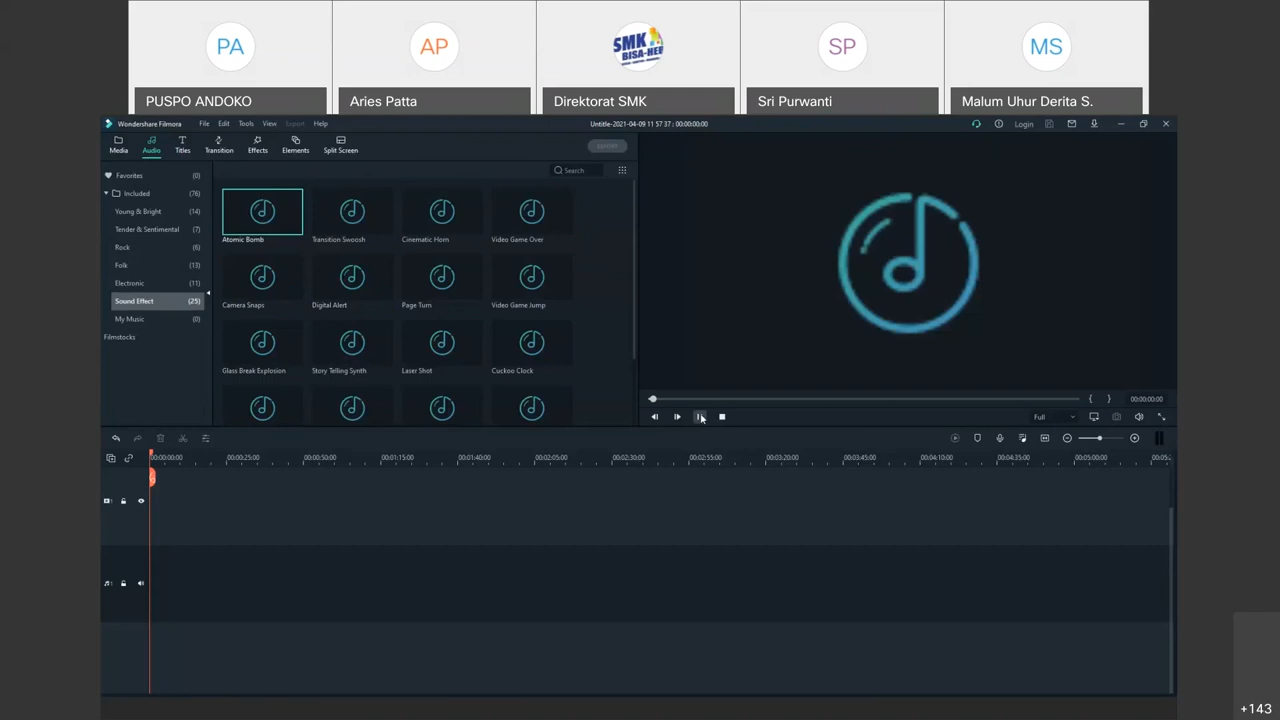 PA
AP
SMK
BISA-HEB
SP
MS
PUSPO ANDOKO
Aries Patta
Direktorat SMK
Sri Purwanti
Malum Uhur Derita S.
Wondershare Filmora
File Edit Tools View Export Help
Untitle-2021-04-09 11 57 37 : 00:00:00:00
Login
Media Audio Titles Transition Effects Elements Split Screen
EXPORT
Favorites (0)
Search
Included (76)
Young & Bright (14)
Tender & Sentimental (7)
Rock (6)
Folk (13)
Electronic (11)
Sound Effect (25)
My Music (0)
Filmstocks
Atomic Bomb Transition Swoosh Cinematic Horn Video Game Over
Camera Snaps Digital Alert Page Turn Video Game Jump
Glass Break Explosion Story Telling Synth Laser Shot Cuckoo Clock
{ } 00:00:00:00
Full
00:00:00:00 00:00:25:00 00:00:50:00 00:01:15:00 00:01:40:00 00:02:05:00 00:02:30:00 00:02:55:00 00:03:20:00 00:03:45:00 00:04:10:00 00:04:35:00 00:05:00:00 00:05:
1
1
+143